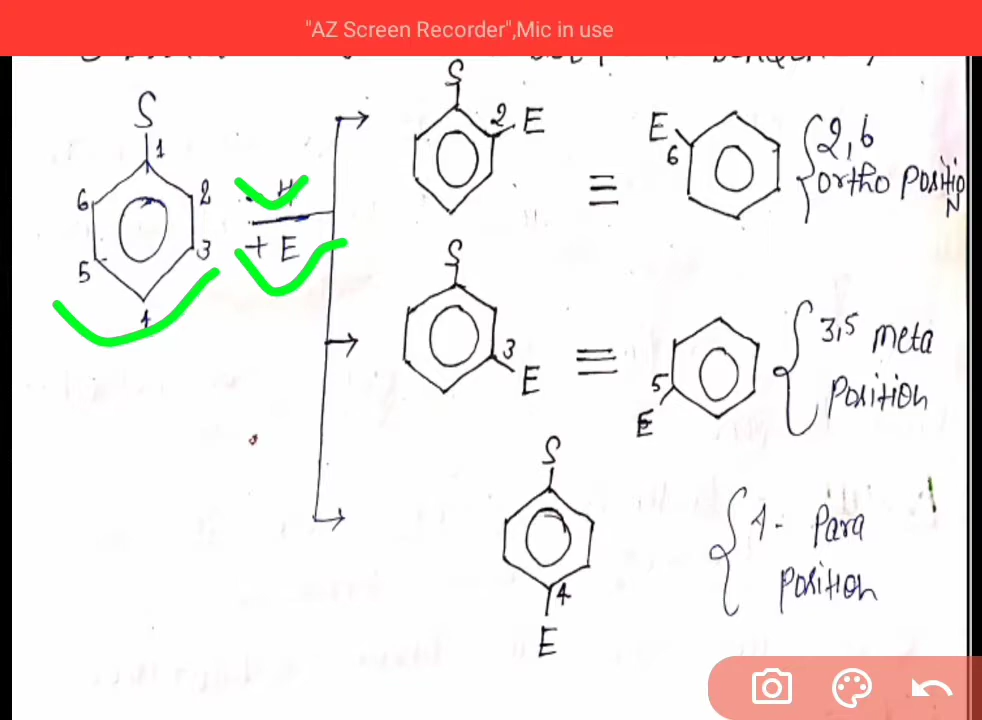 "AZ Screen Recorder",Mic in use
S
1
6
2
5
3
4
- H
+ E
S
2
E
E
6
{2,6
ortho position
S
3
E
5
E
{3,5 meta
position
S
4
E
{4- Para
position